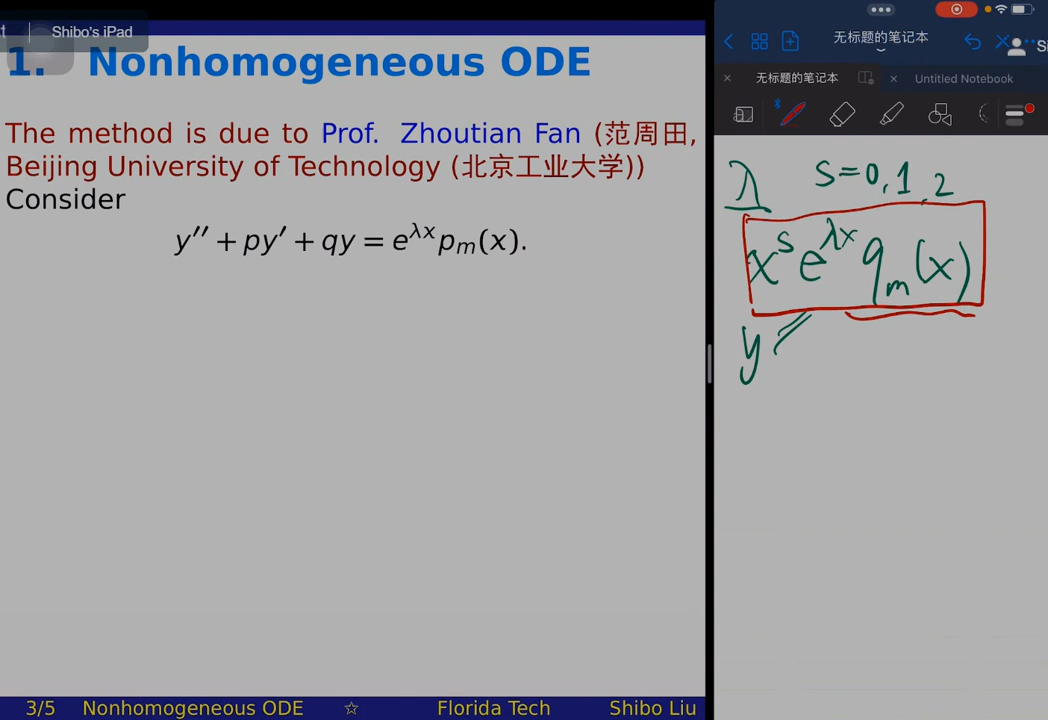 Shibo's iPad
1. Nonhomogeneous ODE
The method is due to Prof. Zhoutian Fan (范周田,
Beijing University of Technology (北京工业大学))
Consider
y″ + py′ + qy = e^{λx}p_m(x).
3/5 Nonhomogeneous ODE ☆ Florida Tech Shibo Liu
无标题的笔记本
无标题的笔记本 Untitled Notebook
λ s=0,1,2
x^s e^{λx} q_m(x)
y